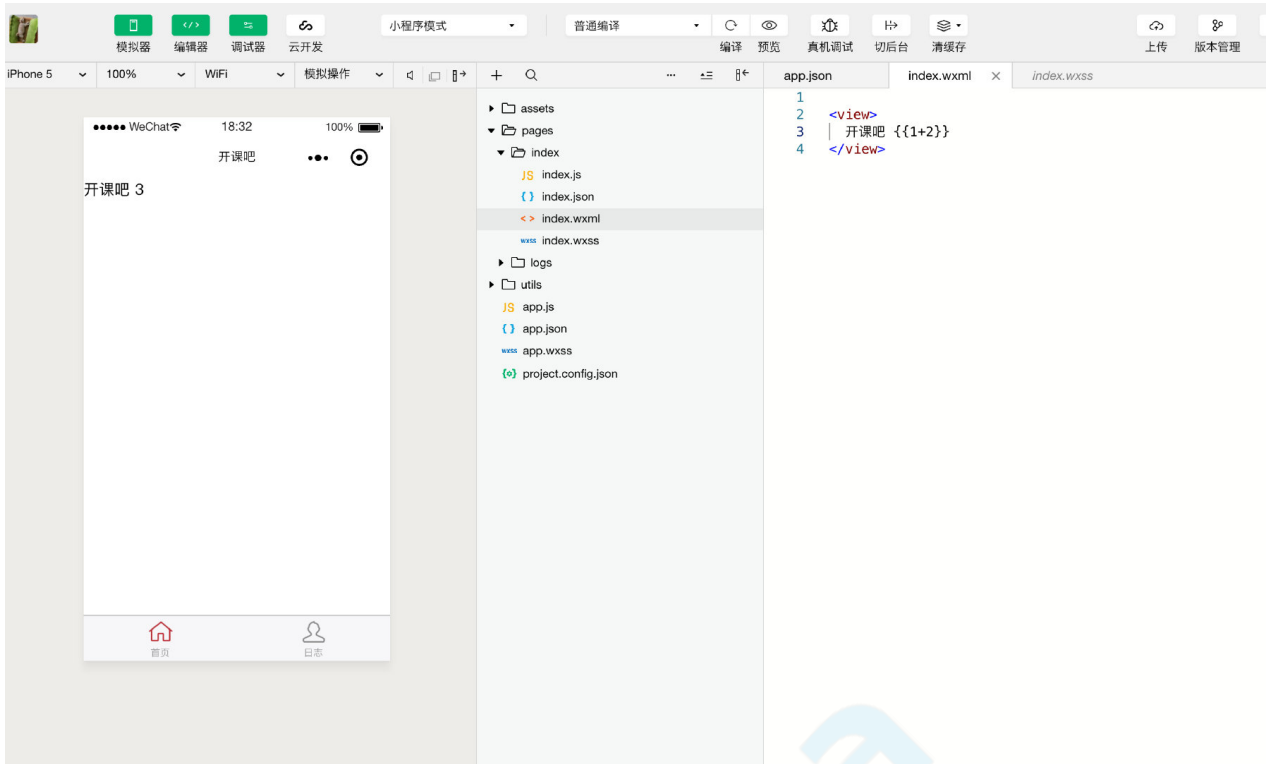 小程序模式 普通编译
模拟器 编辑器 调试器 云开发 编译 预览 真机调试 切后台 清缓存 上传 版本管理
iPhone 5 100% WiFi 模拟操作
app.json index.wxml × index.wxss
WeChat 18:32 100%
开课吧
开课吧 3
首页 日志
assets
pages
index
JS index.js
{ } index.json
< > index.wxml
wxss index.wxss
logs
utils
JS app.js
{ } app.json
wxss app.wxss
{o} project.config.json
1
2 <view>
3 开课吧 {{1+2}}
4 </view>